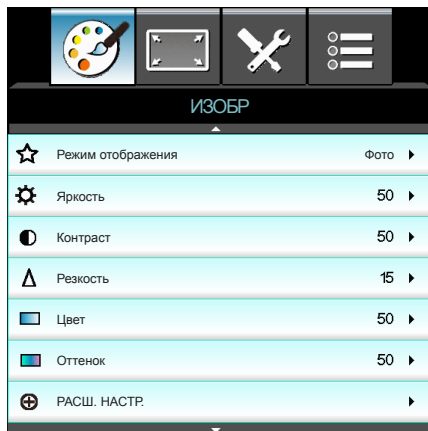 ИЗОБР
Режим отображения Фото
Яркость 50
Контраст 50
Резкость 15
Цвет 50
Оттенок 50
РАСШ. НАСТР.